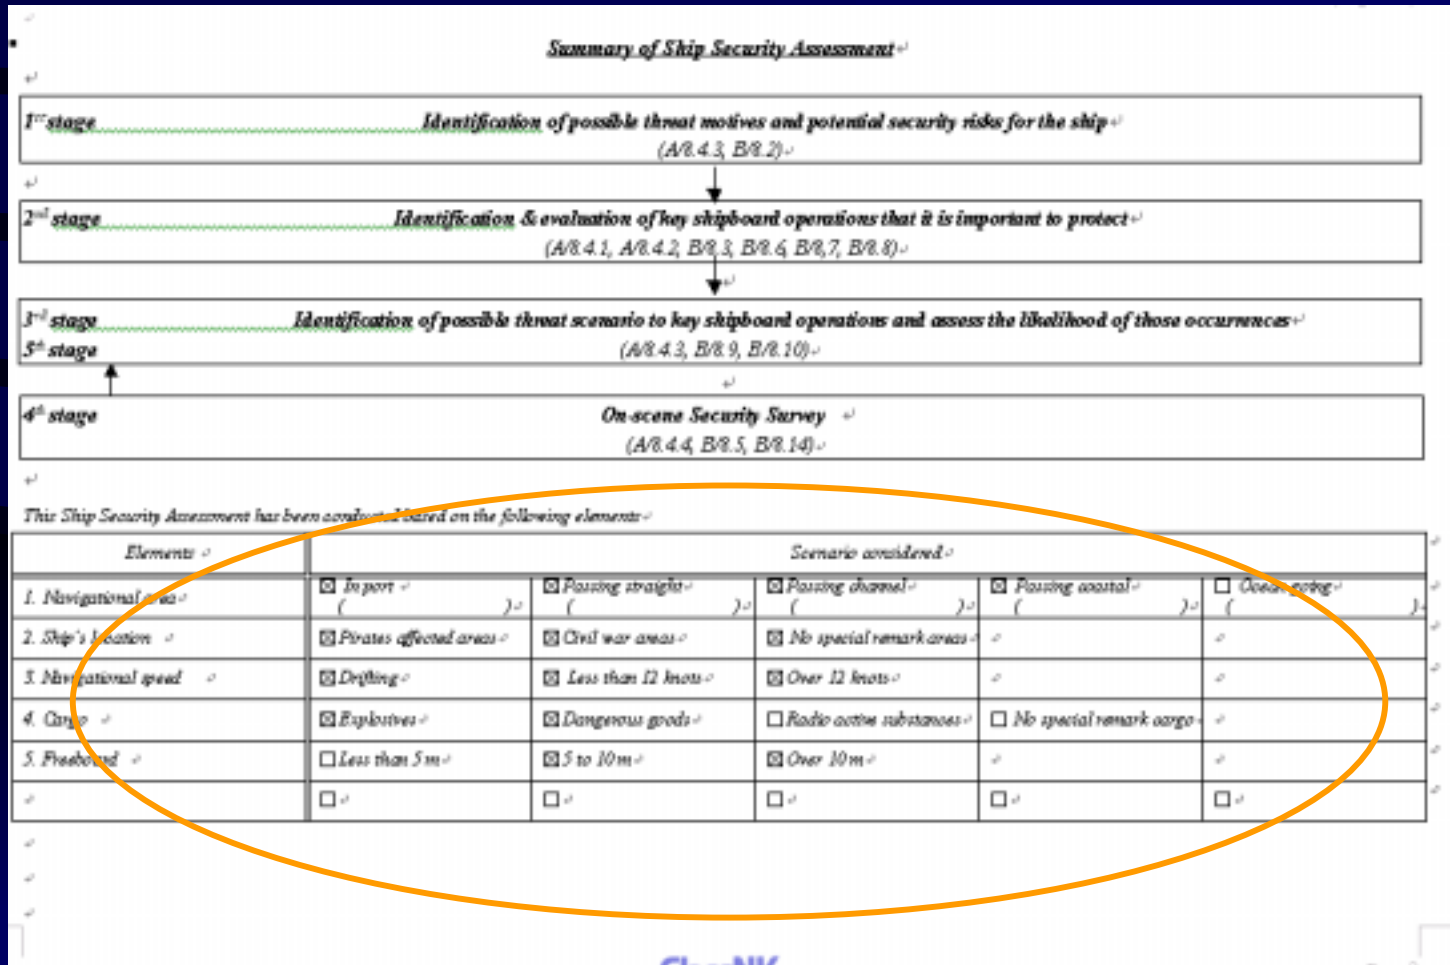 Summary of Ship Security Assessment
1st stage Identification of possible threat motives and potential security risks for the ship
(A/8.4.3, B/8.2)
2nd stage Identification & evaluation of key shipboard operations that it is important to protect
(A/8.4.1, A/8.4.2, B/8.3, B/8.6, B/8,7, B/8.8)
3rd stage Identification of possible threat scenario to key shipboard operations and assess the likelihood of those occurrences
5th stage (A/8.4.3, B/8.9, B/8.10)
4th stage On-scene Security Survey
(A/8.4.4, B/8.5, B/8.14)
This Ship Security Assessment has been conducted based on the following elements
Elements Scenario considered
1. Navigational area ☒ In port ( ) ☒ Passing straight ( ) ☒ Passing channel ( ) ☒ Passing coastal ( ) ☐ Ocean going ( )
2. Ship's location ☒ Pirates affected areas ☒ Civil war areas ☒ No special remark areas
3. Navigational speed ☒ Drifting ☒ Less than 12 knots ☒ Over 12 knots
4. Cargo ☒ Explosives ☒ Dangerous goods ☐ Radio active substances ☐ No special remark cargo
5. Freeboard ☐ Less than 5 m ☒ 5 to 10 m ☒ Over 10 m
☐ ☐ ☐ ☐ ☐
ClassNK